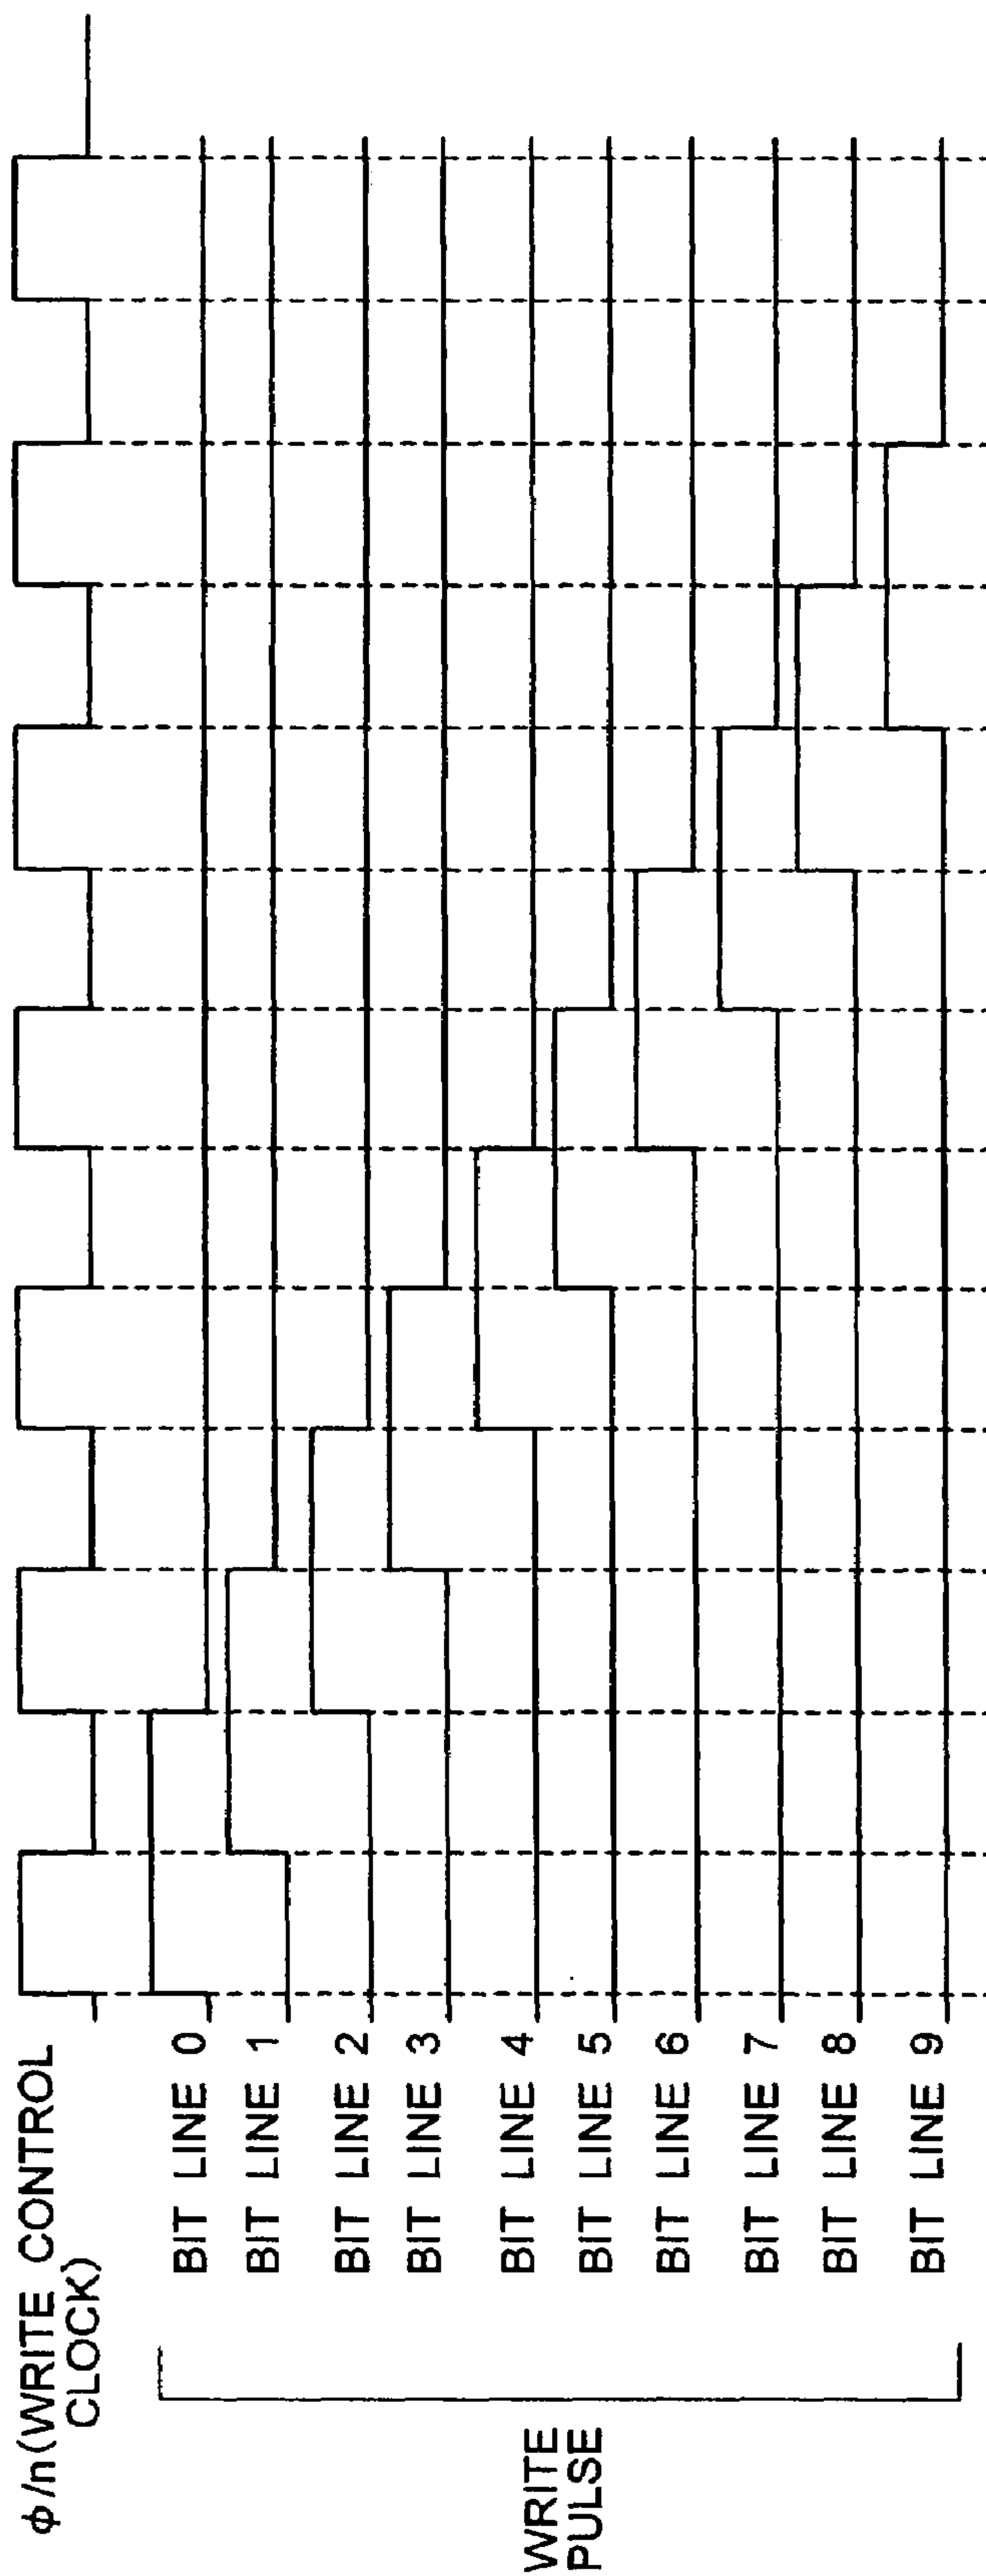 φ/n(WRITE CONTROL
CLOCK)
BIT LINE 0
BIT LINE 1
BIT LINE 2
BIT LINE 3
BIT LINE 4
BIT LINE 5
BIT LINE 6
BIT LINE 7
BIT LINE 8
BIT LINE 9
WRITE
PULSE